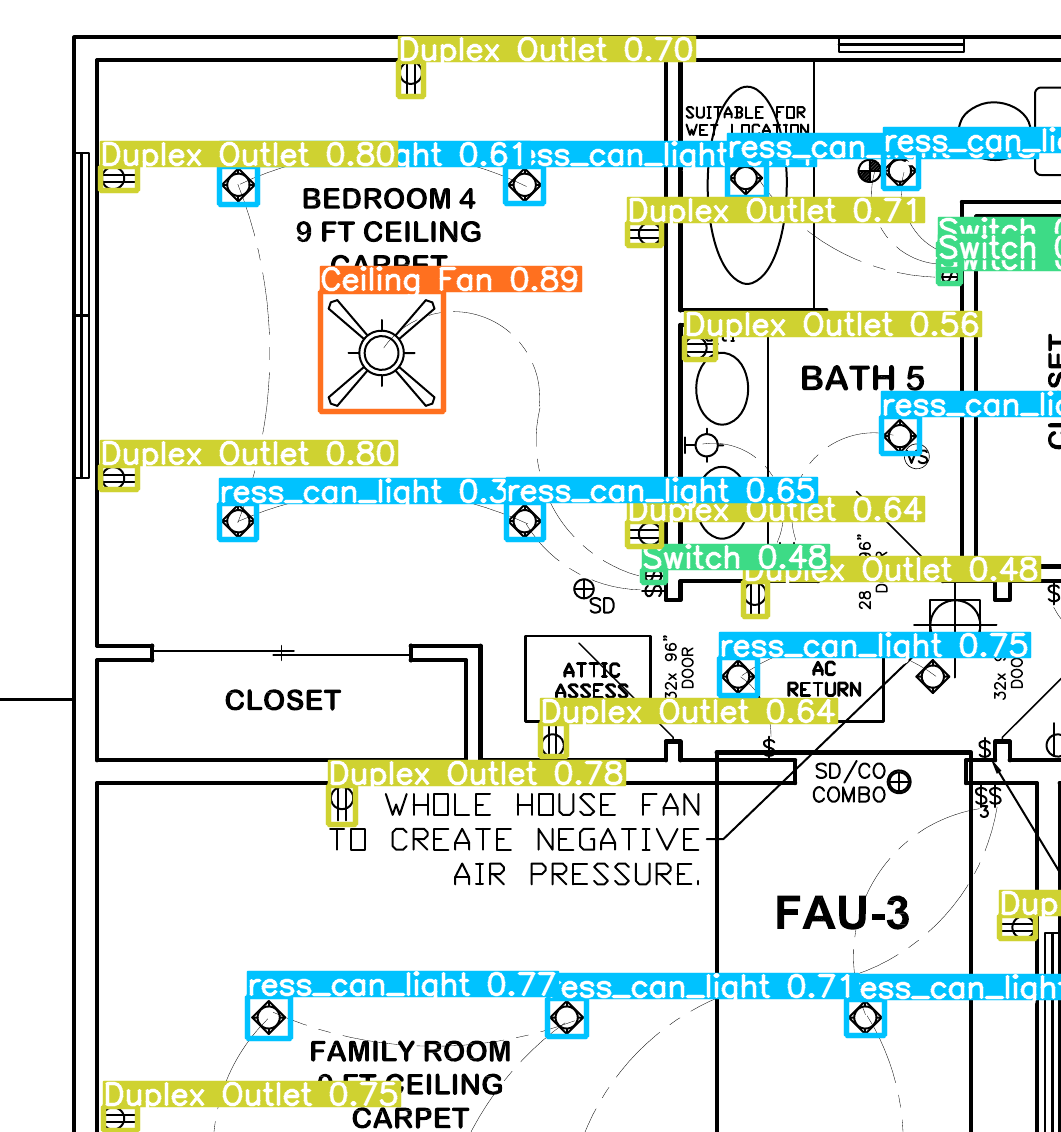 Duplex Outlet 0.70
SUITABLE FOR
WET LOCATION
Duplex Outlet 0.80
ght 0.61
ess_can_light
ress_can_
ress_can_li
BEDROOM 4
9 FT CEILING
CARPET
Duplex Outlet 0.71
Switch
Switch
Switch
Ceiling Fan 0.89
Duplex Outlet 0.56
BATH 5
ress_can_li
VS
Duplex Outlet 0.80
ress_can_light 0.3
ress_can_light 0.65
Duplex Outlet 0.64
Switch 0.48
Duplex Outlet 0.48
$
SD
28
96"
$
ress_can_light 0.75
ATTIC
ASSESS
32x 96"
DOOR
AC
RETURN
CLOSET
Duplex Outlet 0.64
$
$
Duplex Outlet 0.78
SD/CO
COMBO
$$
3
WHOLE HOUSE FAN
TO CREATE NEGATIVE
AIR PRESSURE.
FAU-3
Dup
ress_can_light 0.77
ess_can_light 0.71
ess_can_light
FAMILY ROOM
9 FT CEILING
CARPET
Duplex Outlet 0.75